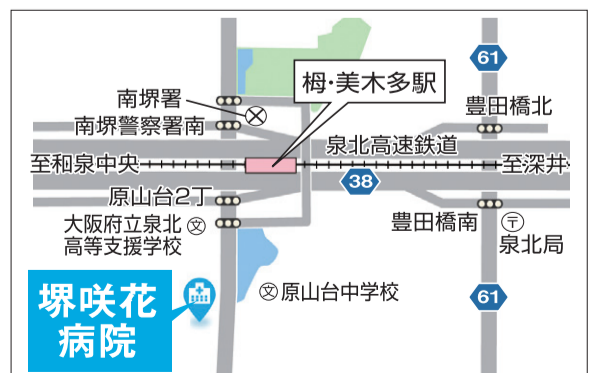 61
栂・美木多駅
南堺署
豊田橋北
南堺警察署南
泉北高速鉄道
至和泉中央
至深井
38
原山台2丁
大阪府立泉北
高等支援学校
文
豊田橋南
〒
泉北局
堺咲花
病院
文
原山台中学校
61